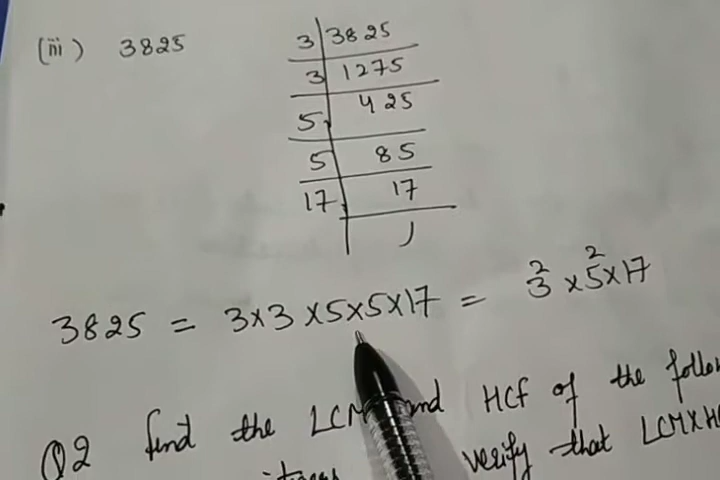 (iii) 3825
3 | 3825
3 | 1275
5 | 425
5 | 85
17 | 17
| 1
3825 = 3×3×5×5×17 = 3² × 5² × 17
Q2 find the LCM and HCF of the
verify that LCM×